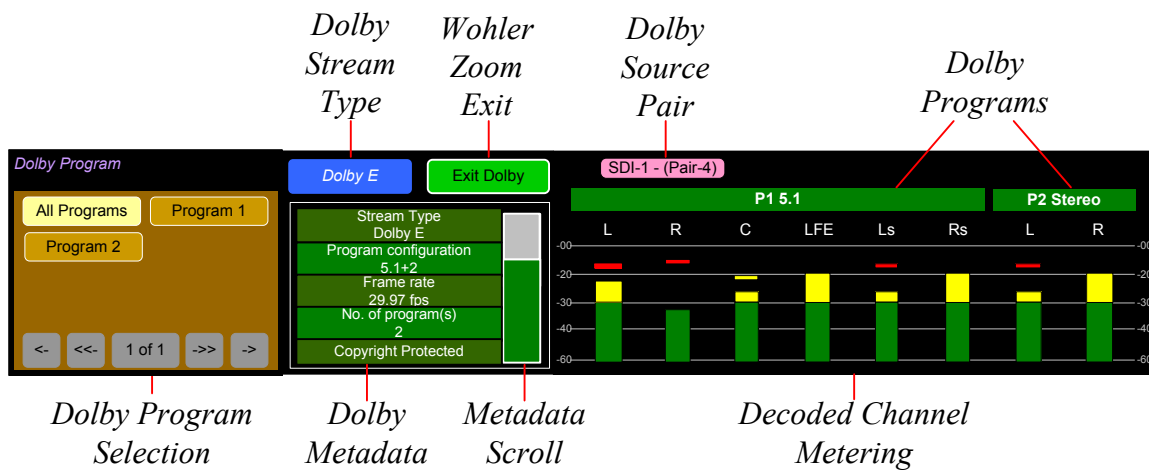 Dolby
Stream
Type
Wohler
Zoom
Exit
Dolby
Source
Pair
Dolby
Programs
Dolby Program
All Programs
Program 1
Program 2
<-
<<-
1 of 1
->>
->
Dolby E
Exit Dolby
Stream Type
Dolby E
Program configuration
5.1+2
Frame rate
29.97 fps
No. of program(s)
2
Copyright Protected
SDI-1 - (Pair-4)
P1 5.1
P2 Stereo
L R C LFE Ls Rs L R
-00 -00
-20 -20
-30 -30
-40 -40
-60 -60
Dolby Program
Selection
Dolby
Metadata
Metadata
Scroll
Decoded Channel
Metering